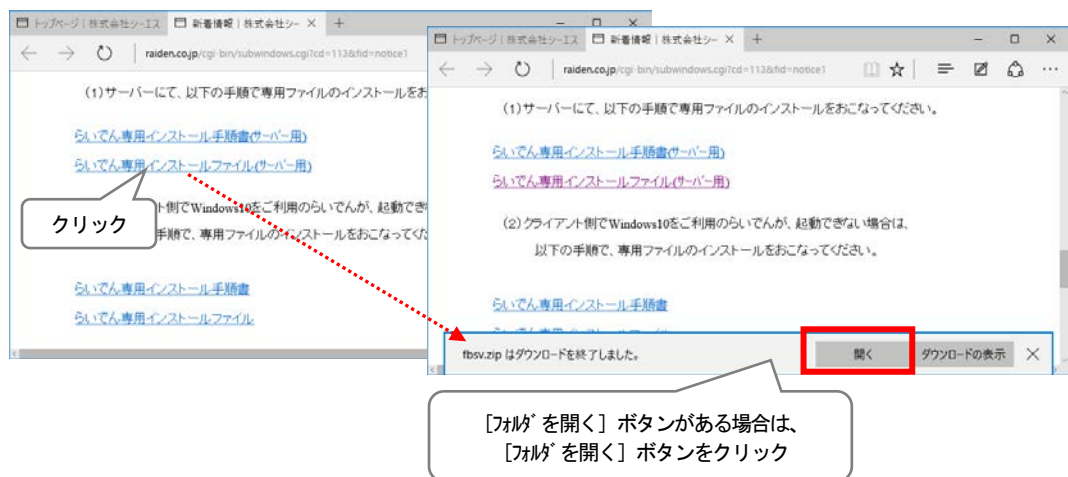 トップページ | 株式会社シーエス
新着情報 | 株式会社シー
raiden.co.jp/cgi-bin/subwindows.cgi?cd=113&fid=notice1
(1)サーバーにて、以下の手順で専用ファイルのインストールをお
らいでん専用インストール手順書(サーバー用)
らいでん専用インストールファイル(サーバー用)
クリック
ト側でWindows10をご利用のらいでんが、起動でき
手順で、専用ファイルのインストールをおこなってくだ
らいでん専用インストール手順書
らいでん専用インストールファイル
トップページ | 株式会社シーエス
新着情報 | 株式会社シー
raiden.co.jp/cgi-bin/subwindows.cgi?cd=113&fid=notice1
(1)サーバーにて、以下の手順で専用ファイルのインストールをおこなってください。
らいでん専用インストール手順書(サーバー用)
らいでん専用インストールファイル(サーバー用)
(2)クライアント側でWindows10をご利用のらいでんが、起動できない場合は、
以下の手順で、専用ファイルのインストールをおこなってください。
らいでん専用インストール手順書
fbsv.zip はダウンロードを終了しました。
開く
ダウンロードの表示
[フォルダを開く] ボタンがある場合は、
[フォルダを開く] ボタンをクリック